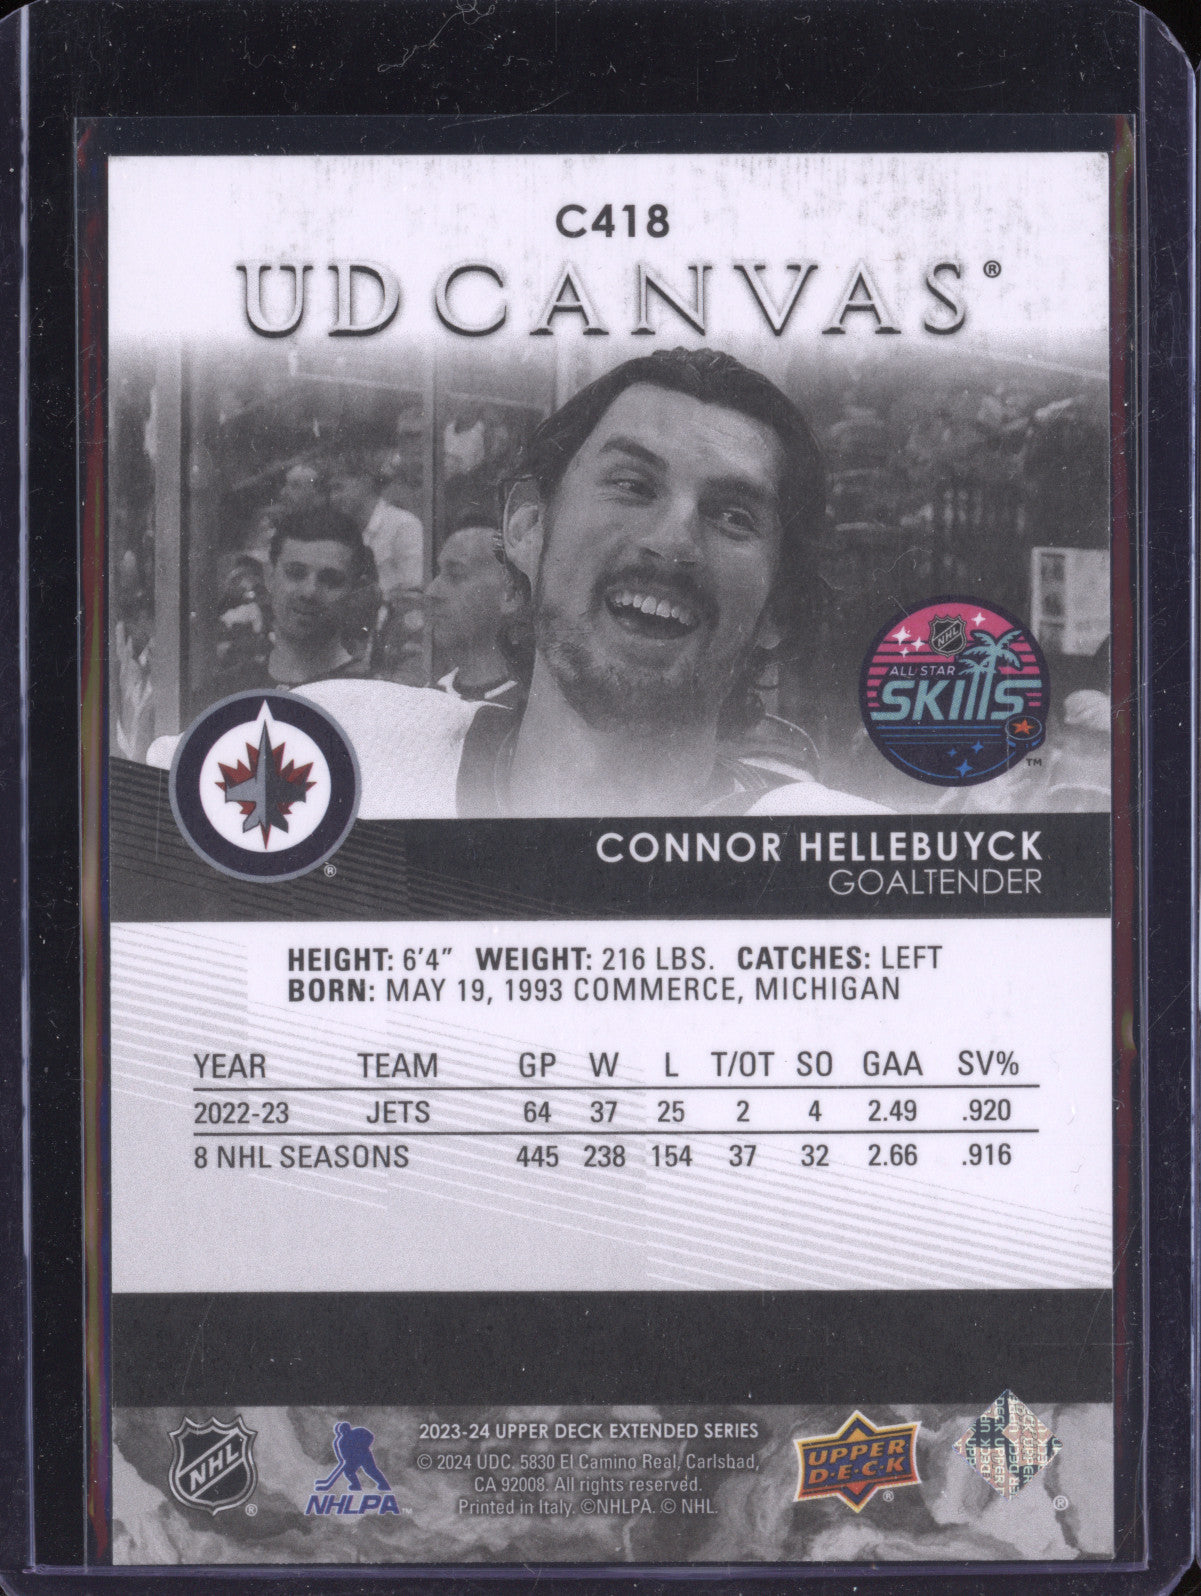 C418
UD CANVAS®
NHL
ALL STAR
SKILLS
TM
®
CONNOR HELLEBUYCK
GOALTENDER
HEIGHT: 6'4" WEIGHT: 216 LBS. CATCHES: LEFT
BORN: MAY 19, 1993 COMMERCE, MICHIGAN
YEAR TEAM GP W L T/OT SO GAA SV%
2022-23 JETS 64 37 25 2 4 2.49 .920
8 NHL SEASONS 445 238 154 37 32 2.66 .916
NHL ®
NHLPA
2023-24 UPPER DECK EXTENDED SERIES
© 2024 UDC. 5830 El Camino Real, Carlsbad,
CA 92008. All rights reserved.
Printed in Italy. ©NHLPA. © NHL.
UPPER
D·E·C·K ®
®